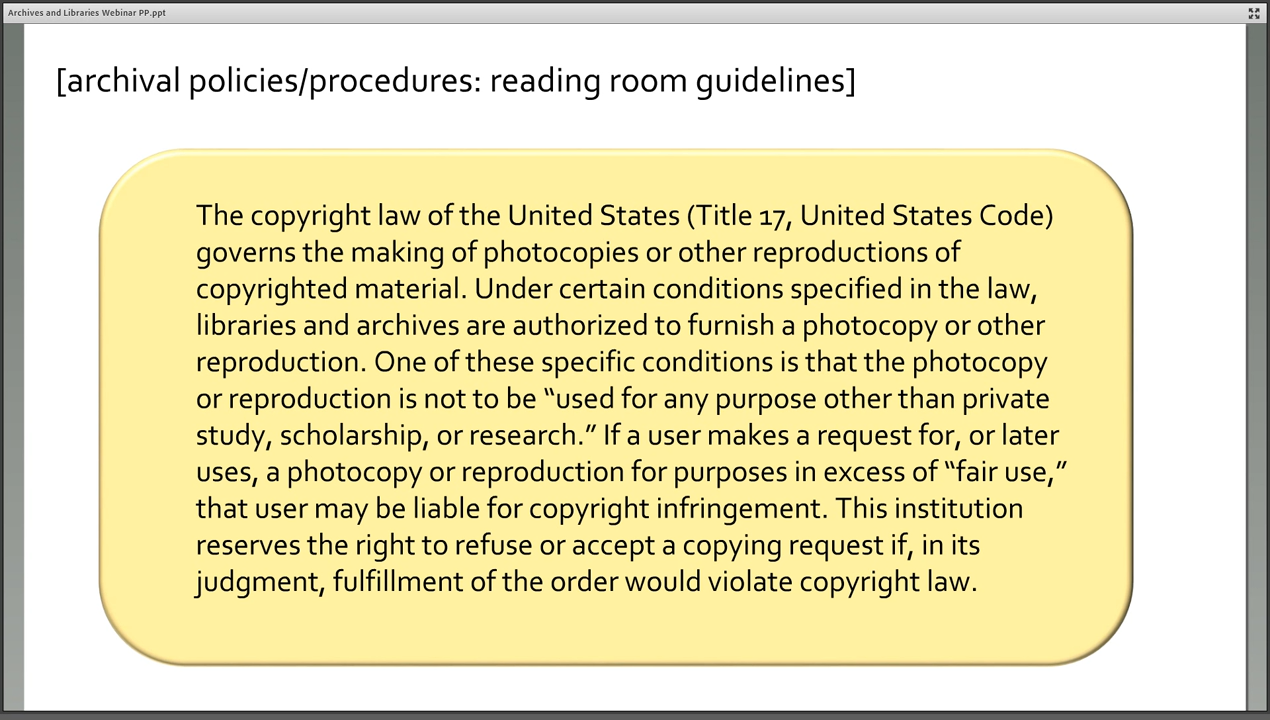 Archives and Libraries Webinar PP.ppt
[archival policies/procedures: reading room guidelines]
The copyright law of the United States (Title 17, United States Code)
governs the making of photocopies or other reproductions of
copyrighted material. Under certain conditions specified in the law,
libraries and archives are authorized to furnish a photocopy or other
reproduction. One of these specific conditions is that the photocopy
or reproduction is not to be “used for any purpose other than private
study, scholarship, or research.” If a user makes a request for, or later
uses, a photocopy or reproduction for purposes in excess of “fair use,”
that user may be liable for copyright infringement. This institution
reserves the right to refuse or accept a copying request if, in its
judgment, fulfillment of the order would violate copyright law.